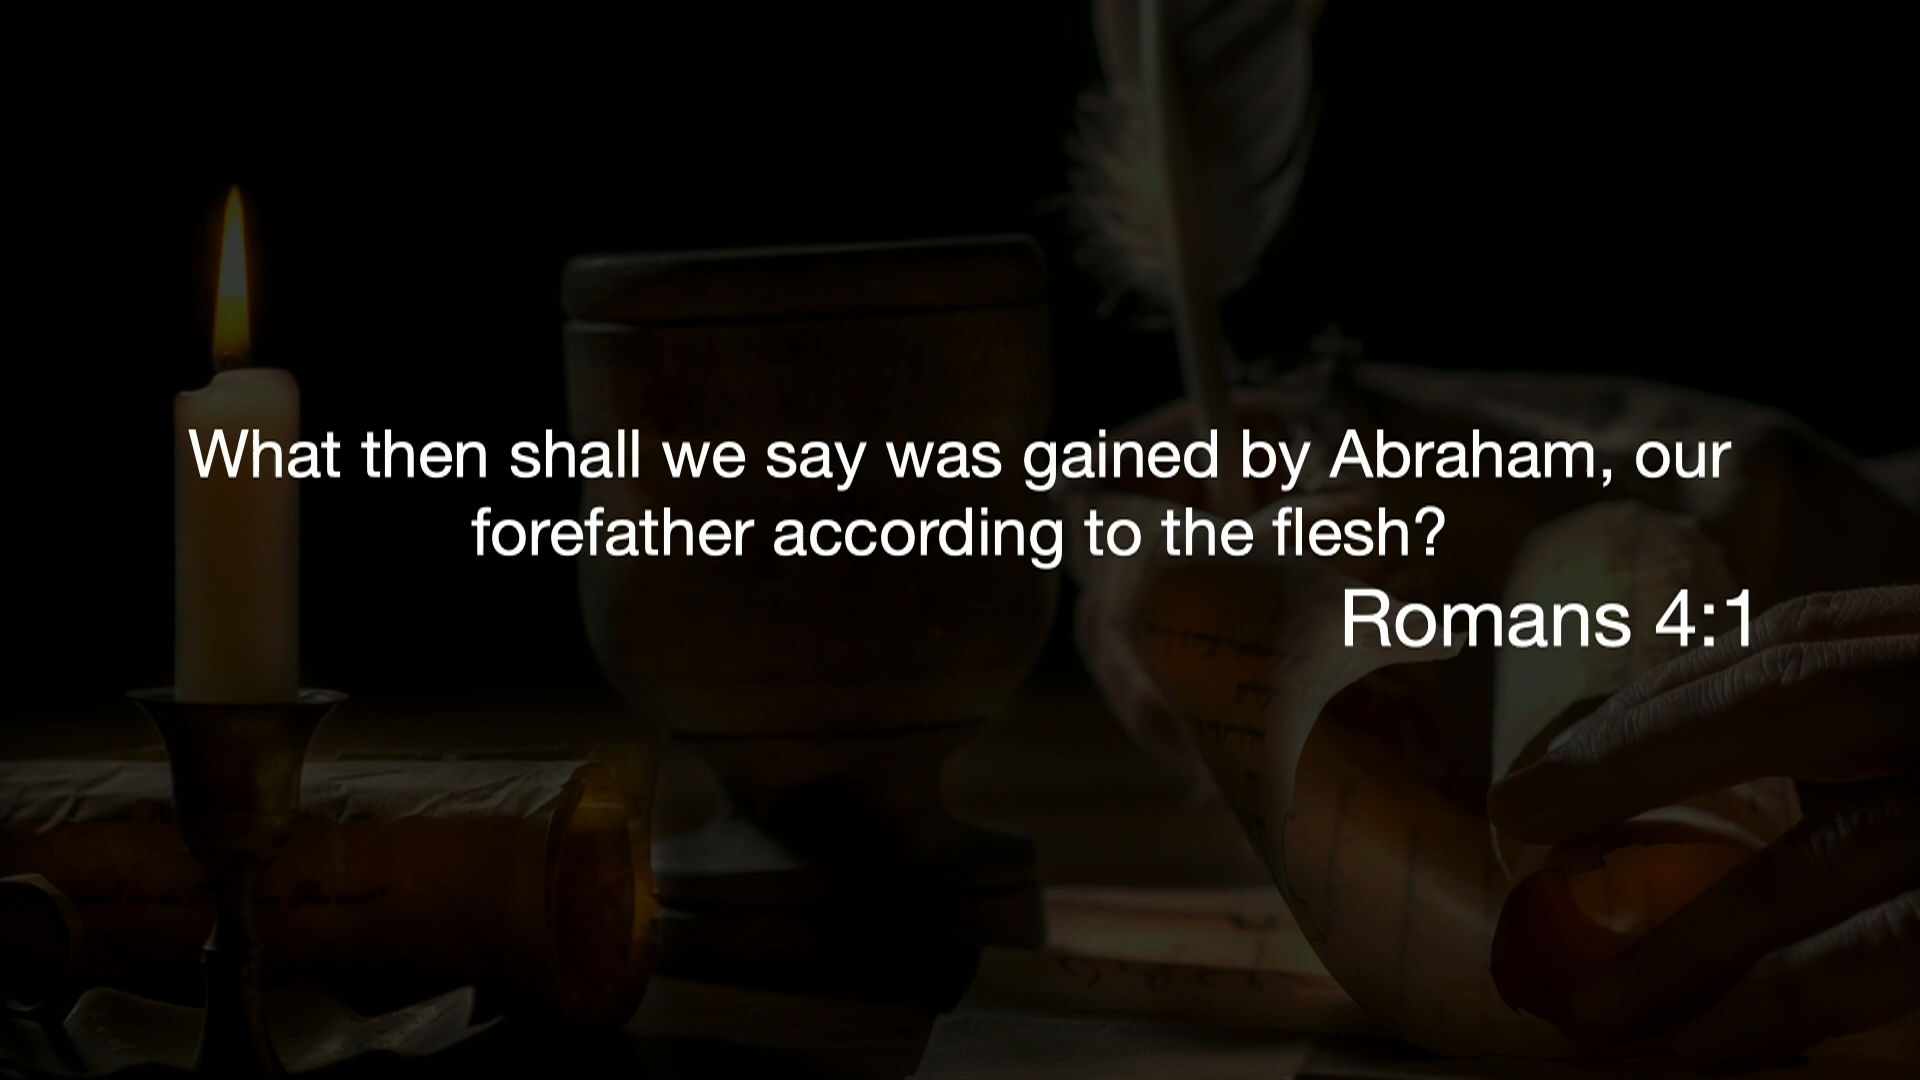 What then shall we say was gained by Abraham, our
forefather according to the flesh?
Romans 4:1